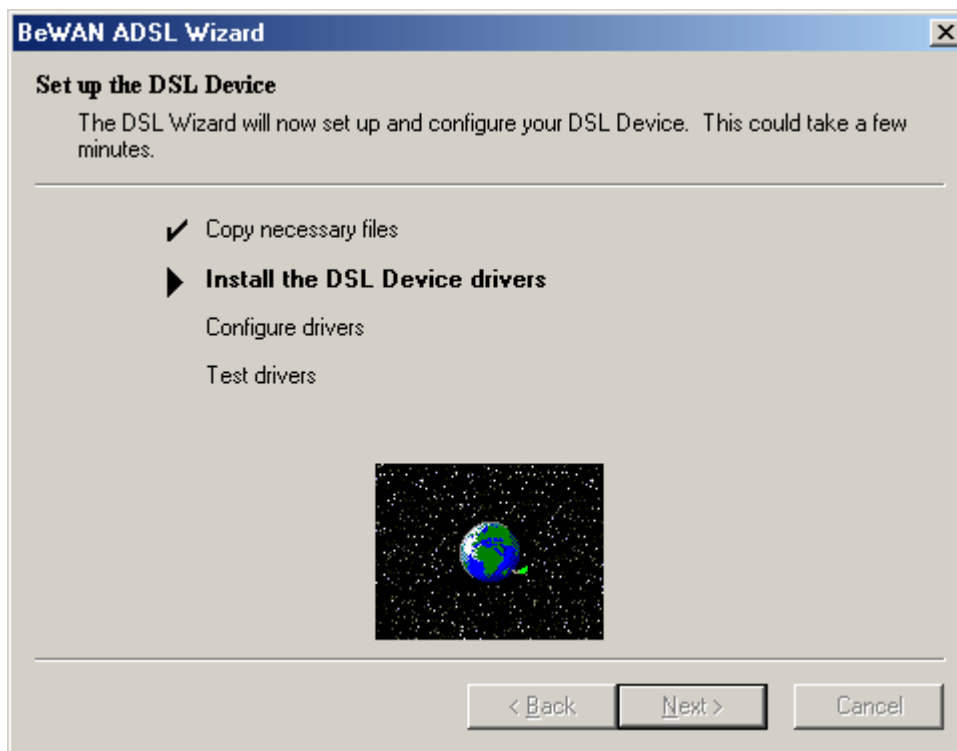 BeWAN ADSL Wizard
Set up the DSL Device
The DSL Wizard will now set up and configure your DSL Device.  This could take a few
minutes.
Copy necessary files
Install the DSL Device drivers
Configure drivers
Test drivers
< Back
Next >
Cancel